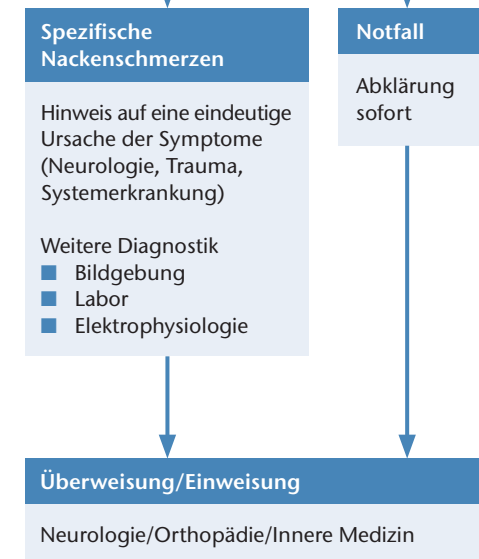 Spezifische
Nackenschmerzen
Hinweis auf eine eindeutige
Ursache der Symptome
(Neurologie, Trauma,
Systemerkrankung)
Weitere Diagnostik
■ Bildgebung
■ Labor
■ Elektrophysiologie
Notfall
Abklärung
sofort
Überweisung/Einweisung
Neurologie/Orthopädie/Innere Medizin